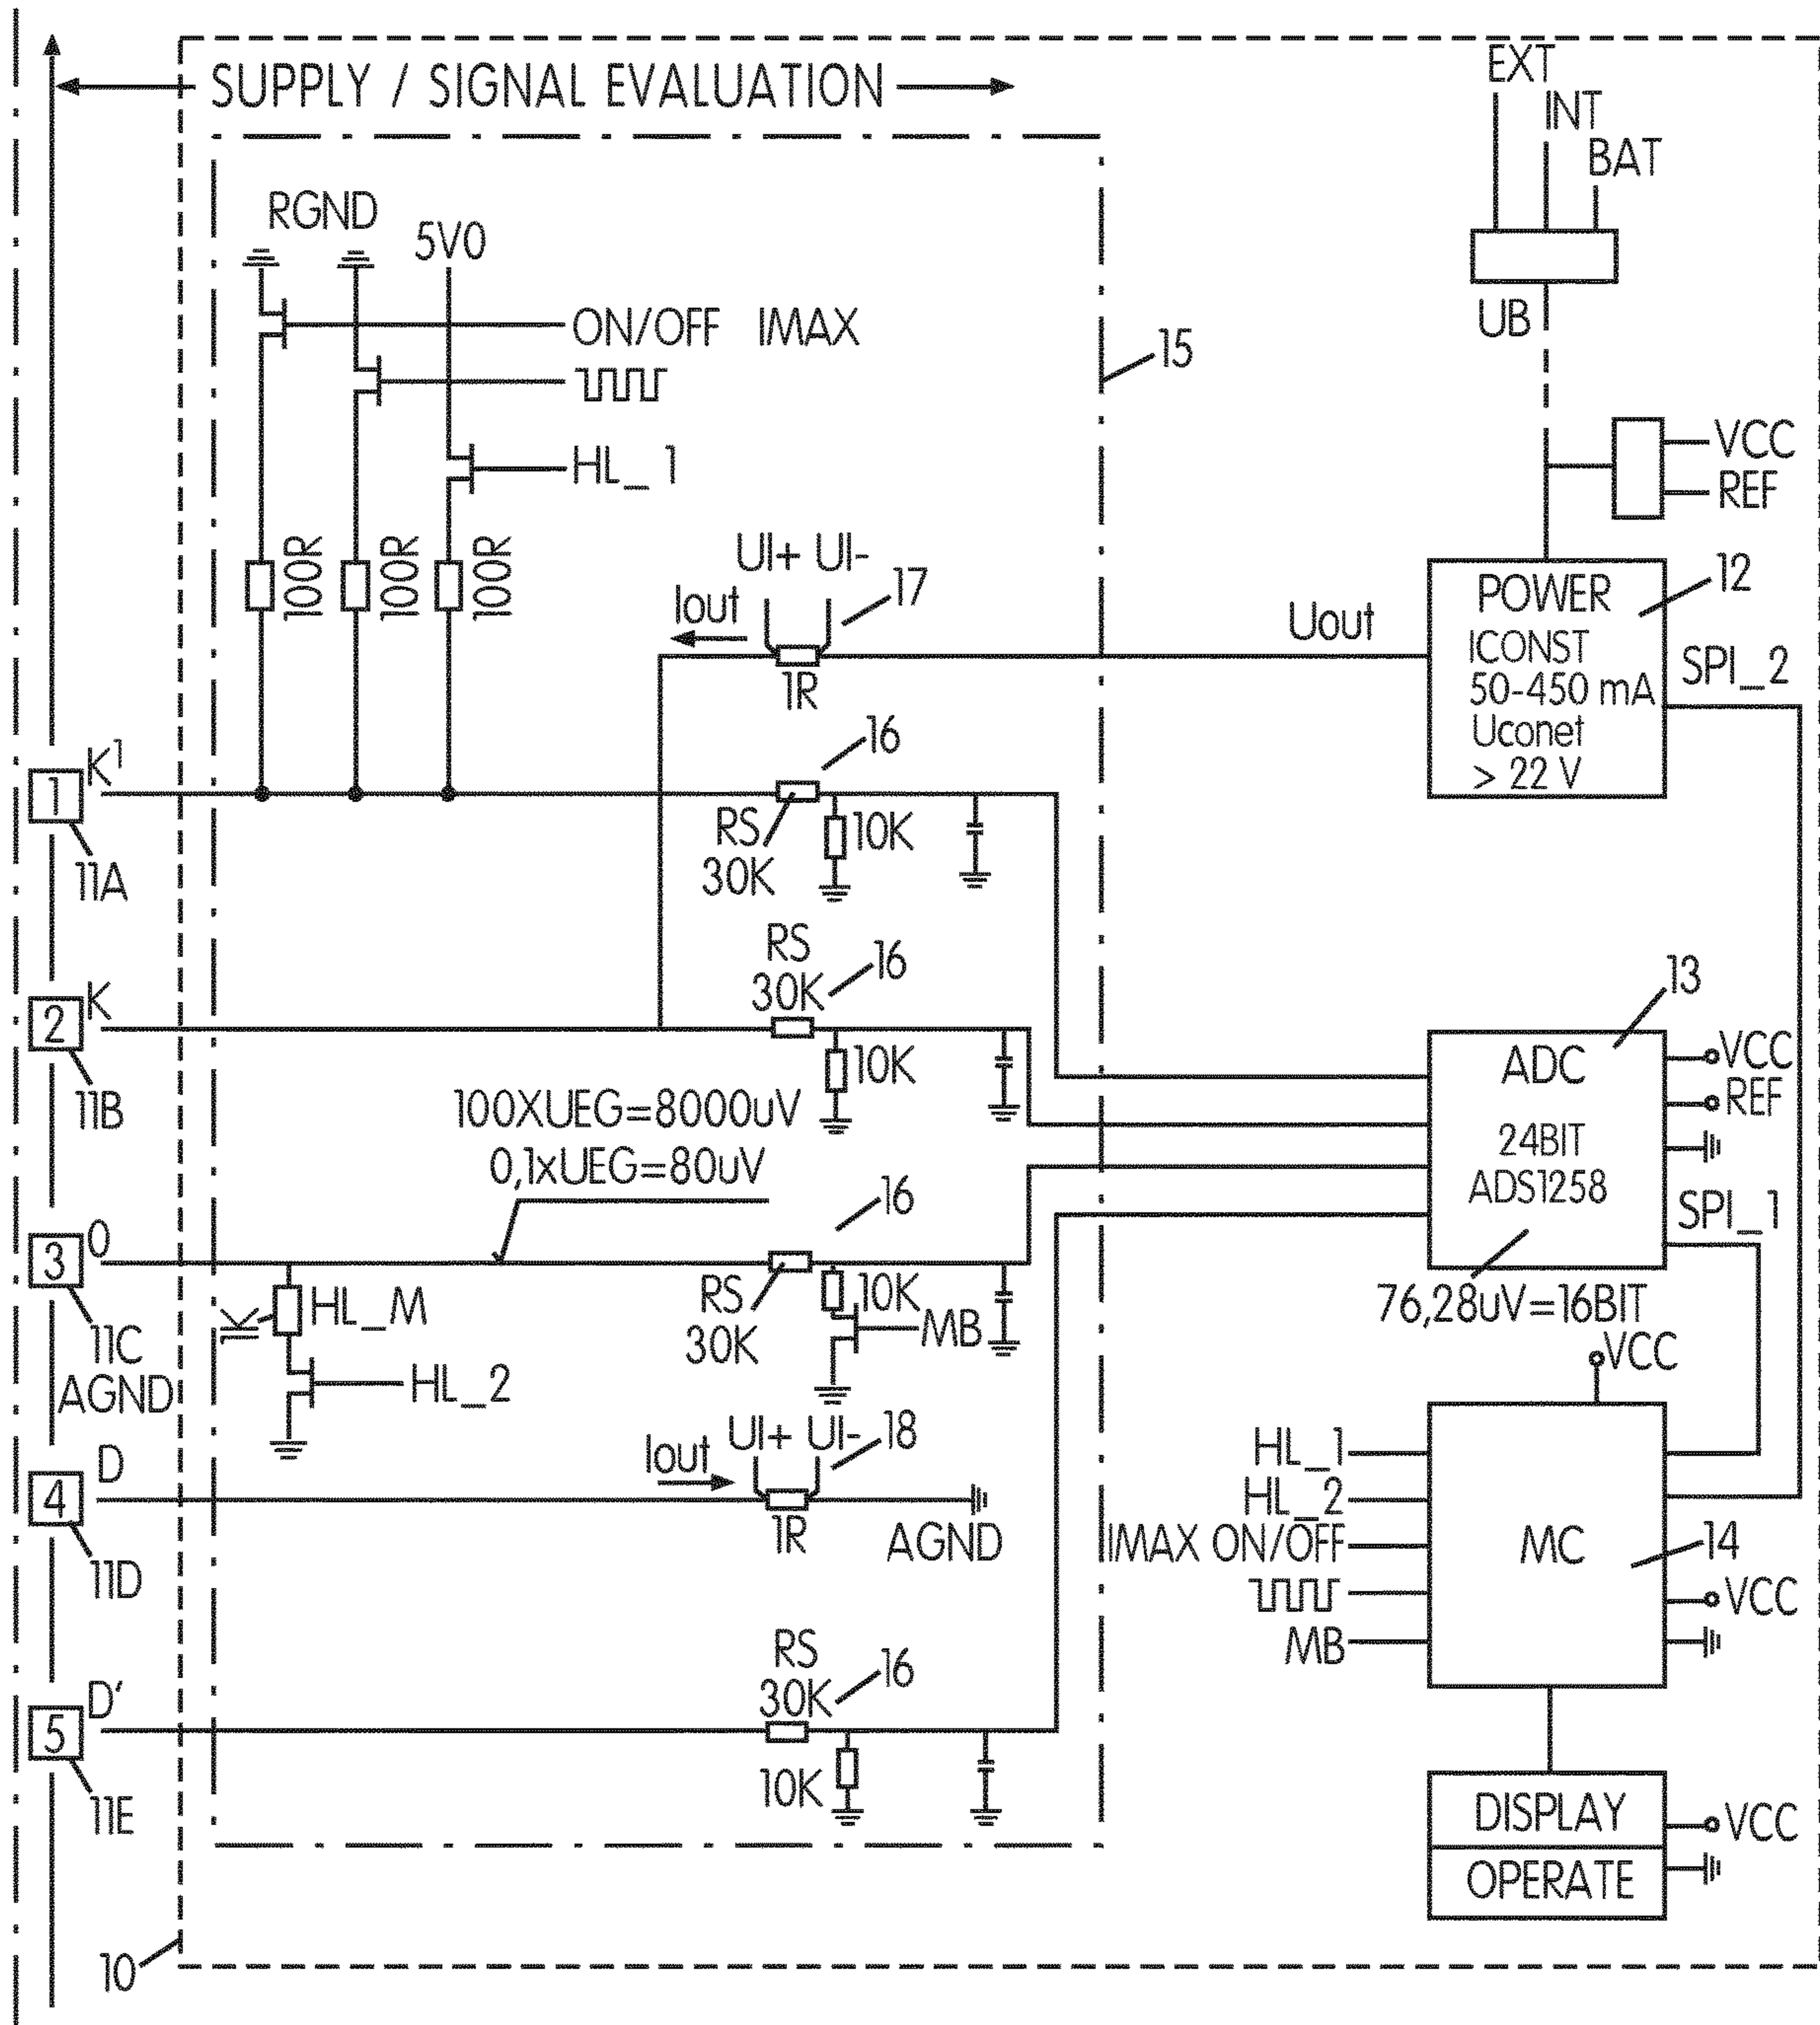 SUPPLY / SIGNAL EVALUATION
EXT
INT
BAT
UB
RGND
5V0
ON/OFF IMAX
HL_1
100R
100R
100R
15
VCC
REF
UI+ UI-
Iout
17
1R
Uout
POWER
ICONST
50-450 mA
Uconet
> 22 V
12
SPI_2
1
K1
11A
16
RS
30K
10K
2
K
11B
RS
30K
16
10K
13
ADC
24BIT
ADS1258
VCC
REF
SPI_1
76,28uV=16BIT
100XUEG=8000uV
0,1xUEG=80uV
3
0
11C
AGND
1K
HL_M
HL_2
16
RS
30K
10K
MB
4
D
11D
Iout
UI+ UI-
18
1R
AGND
VCC
HL_1
HL_2
IMAX ON/OFF
MB
MC
14
VCC
5
D'
11E
RS
30K
16
10K
DISPLAY
OPERATE
VCC
10